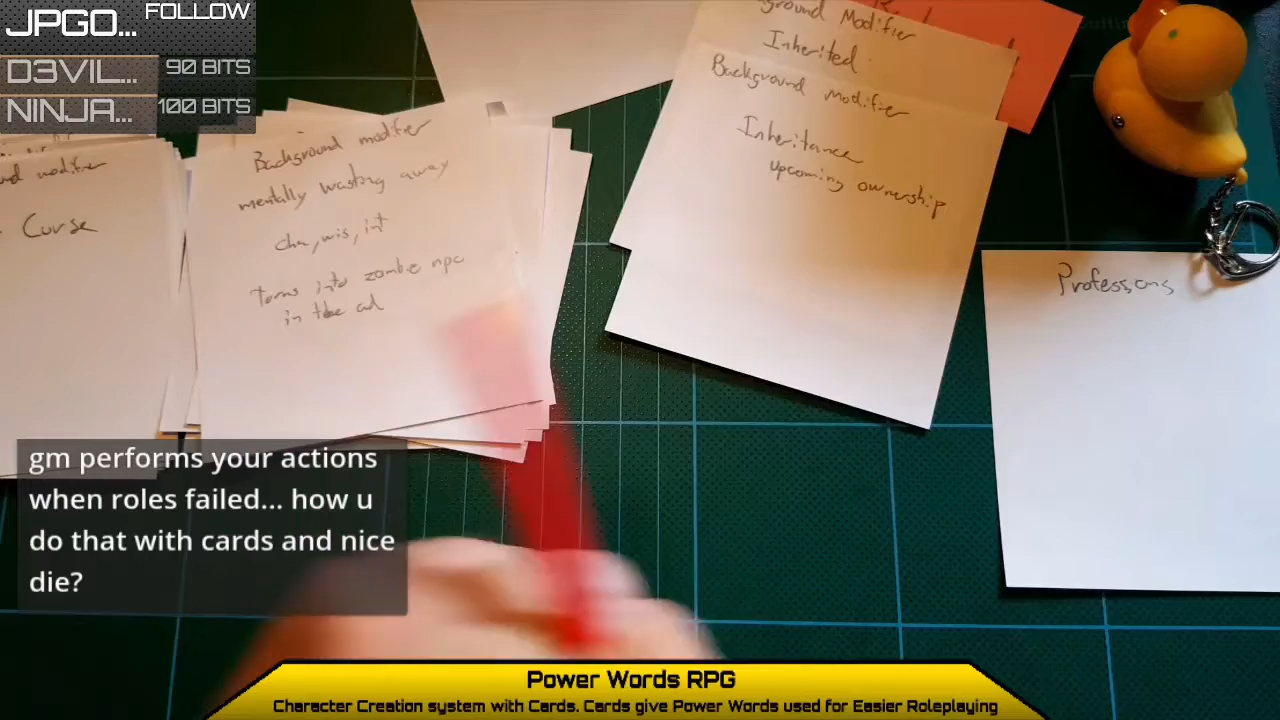 JPGO...
FOLLOW
D3VIL...
90 BITS
NINJA...
100 BITS
modifier
Curse
Background modifier
mentally wasting away
cha, wis, int
Turns into zombie npc
in the
Background Modifier
Inherited
Background Modifier
Inheritance
upcoming ownership
Professions
gm performs your actions
when roles failed... how u
do that with cards and nice
die?
Power Words RPG
Character Creation system with Cards. Cards give Power Words used for Easier Roleplaying